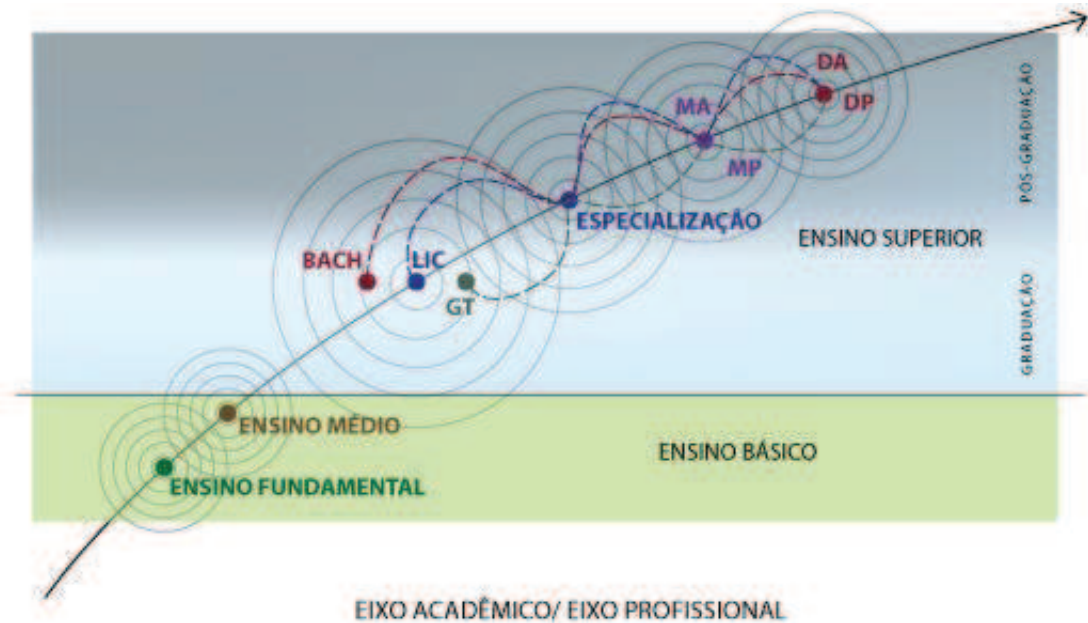 DA
DP
MA
MP
PÓS-GRADUAÇÃO
ESPECIALIZAÇÃO
ENSINO SUPERIOR
BACH
LIC
GT
GRADUAÇÃO
ENSINO MÉDIO
ENSINO BÁSICO
ENSINO FUNDAMENTAL
EIXO ACADÊMICO/ EIXO PROFISSIONAL